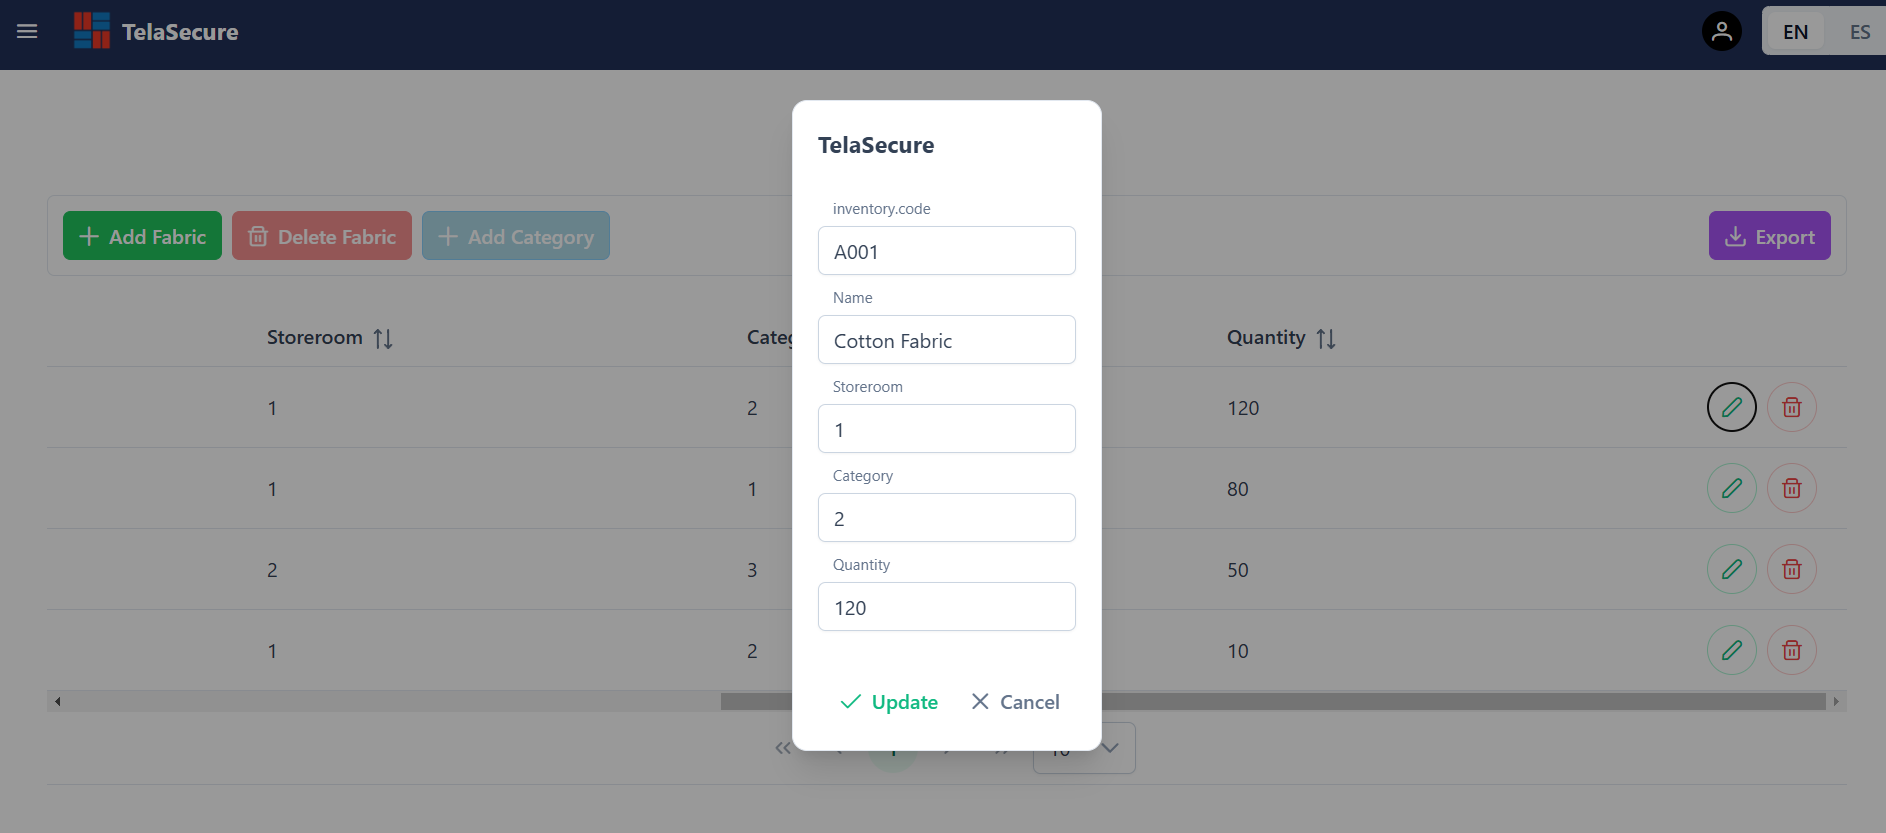 TelaSecure
EN ES
TelaSecure
inventory.code
A001
Name
Cotton Fabric
Storeroom
1
Category
2
Quantity
120
Update Cancel
Add Fabric Delete Fabric Add Category Export
Storeroom Categ Quantity
1 2 120
1 1 80
2 3 50
1 2 10
10